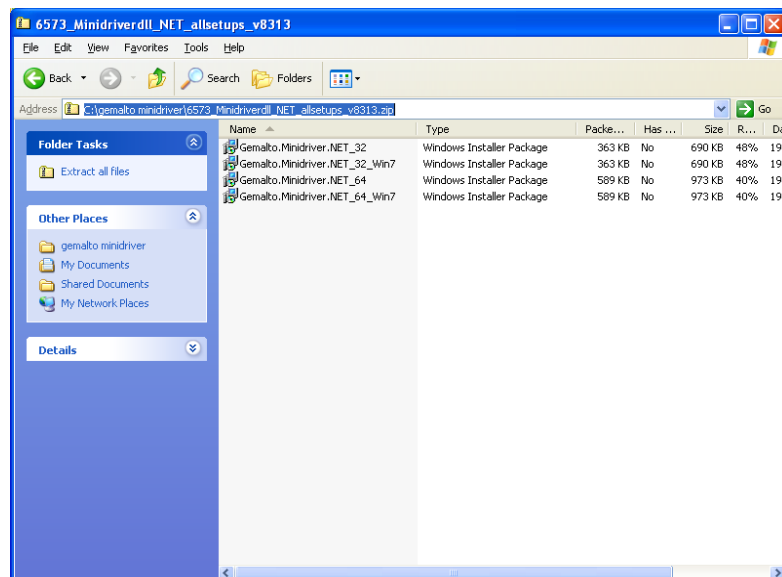 6573_Minidriverdll_NET_allsetups_v8313
File Edit View Favorites Tools Help
Back Search Folders
Address C:\gemalto minidriver\6573_Minidriverdll_NET_allsetups_v8313.zip Go
Folder Tasks
Extract all files
Other Places
gemalto minidriver
My Documents
Shared Documents
My Network Places
Details
Name Type Packe... Has ... Size R... Da
Gemalto.Minidriver.NET_32 Windows Installer Package 363 KB No 690 KB 48% 19
Gemalto.Minidriver.NET_32_Win7 Windows Installer Package 363 KB No 690 KB 48% 19
Gemalto.Minidriver.NET_64 Windows Installer Package 589 KB No 973 KB 40% 19
Gemalto.Minidriver.NET_64_Win7 Windows Installer Package 589 KB No 973 KB 40% 19